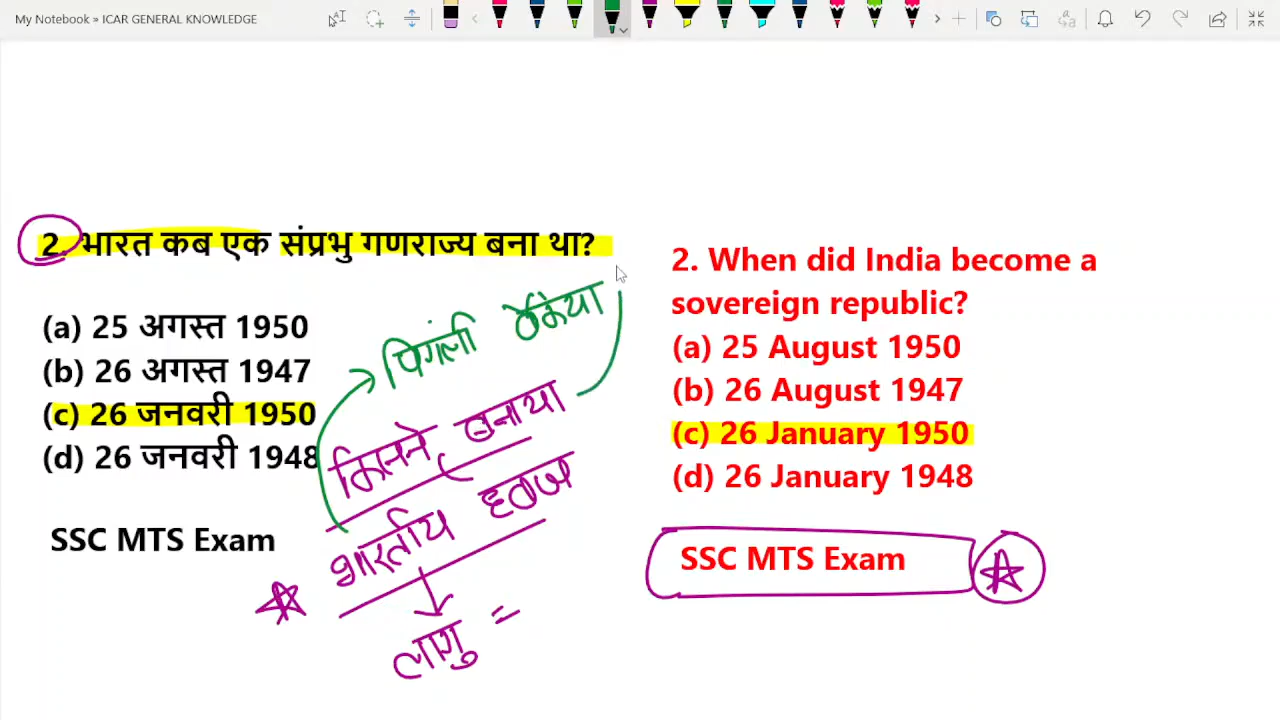 My Notebook » ICAR GENERAL KNOWLEDGE
2. भारत कब एक संप्रभु गणराज्य बना था?
(a) 25 अगस्त 1950
(b) 26 अगस्त 1947
(c) 26 जनवरी 1950
(d) 26 जनवरी 1948
SSC MTS Exam
पिगंली वेकैया
किसने बनाया
भारतीय ध्वज
लागु =
2. When did India become a
sovereign republic?
(a) 25 August 1950
(b) 26 August 1947
(c) 26 January 1950
(d) 26 January 1948
SSC MTS Exam